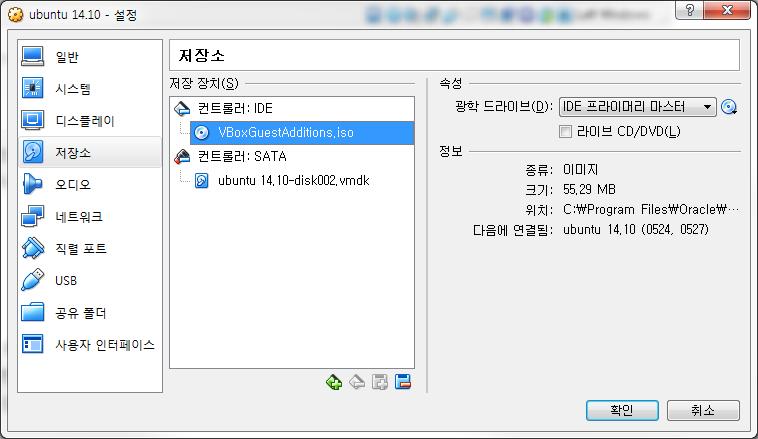 ubuntu 14.10 - 설정
일반
시스템
디스플레이
저장소
오디오
네트워크
직렬 포트
USB
공유 폴더
사용자 인터페이스
저장소
저장 장치(S)
컨트롤러: IDE
VBoxGuestAdditions.iso
컨트롤러: SATA
ubuntu 14.10-disk002.vmdk
속성
광학 드라이브(D): IDE 프라이머리 마스터
라이브 CD/DVD(L)
정보
종류: 이미지
크기: 55.29 MB
위치: C:₩Program Files₩Oracle₩...
다음에 연결됨: ubuntu 14.10 (0524, 0527)
확인 취소